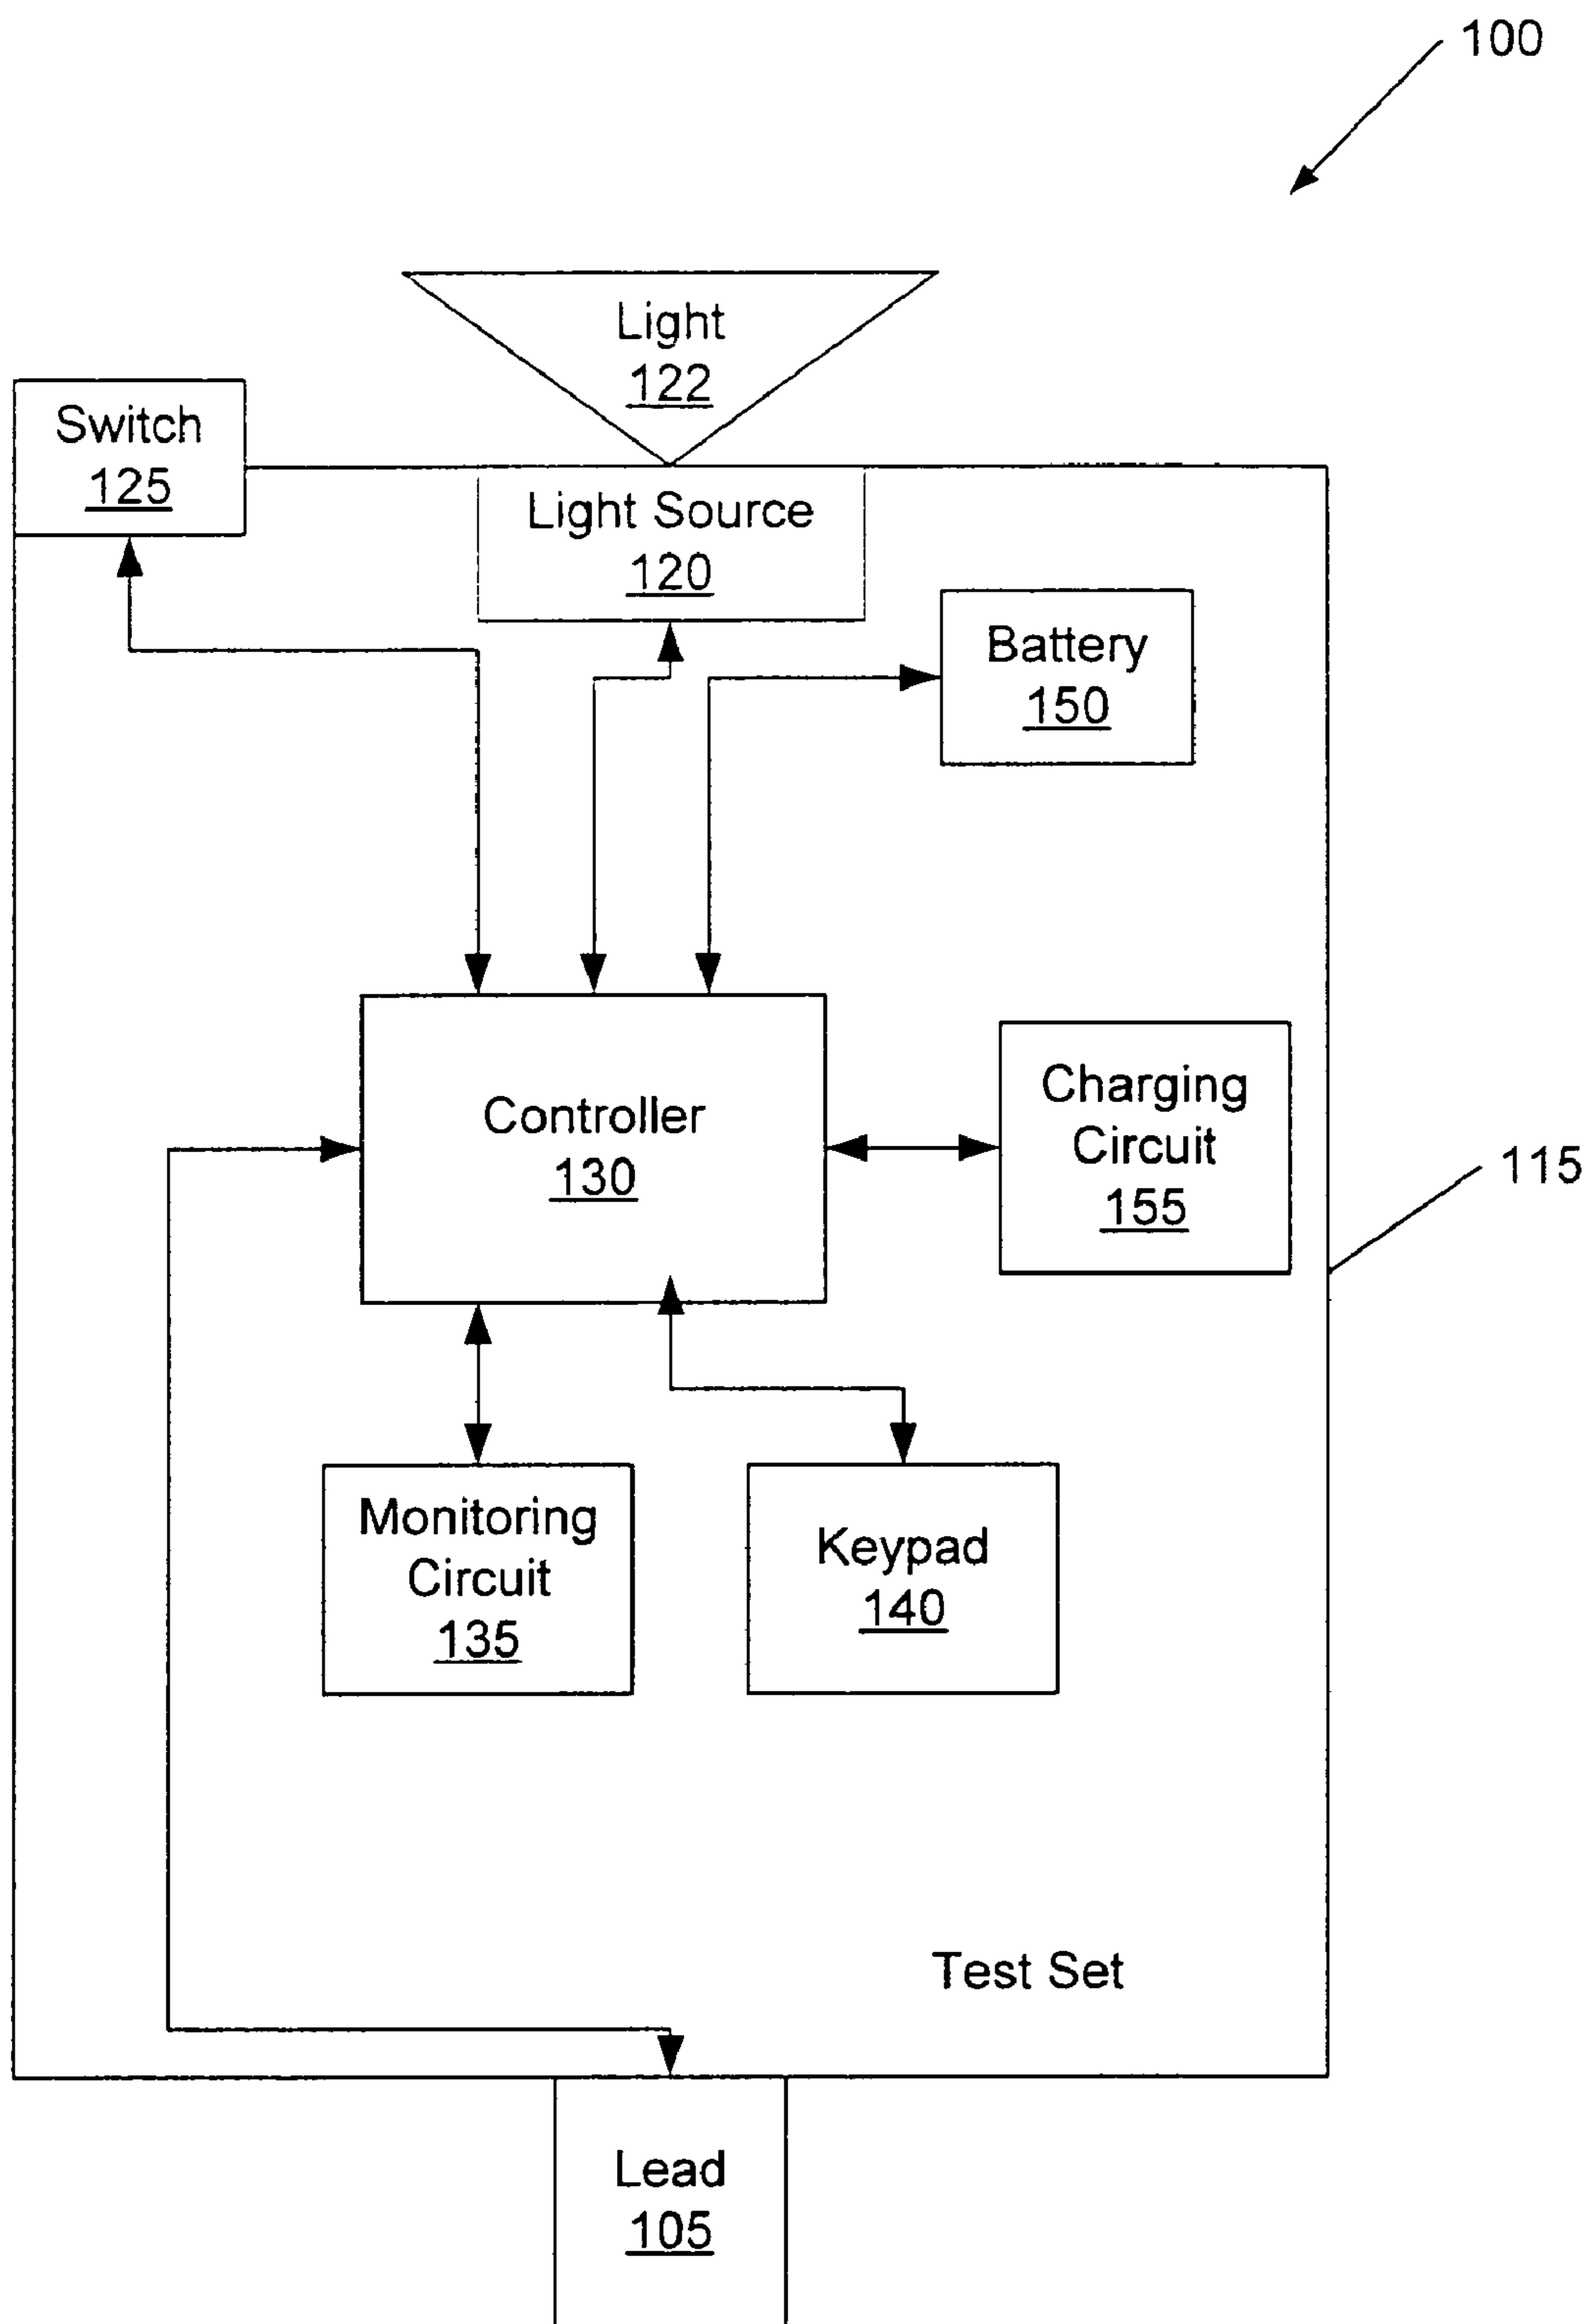 100
Light
122
Switch
125
Light Source
120
Battery
150
Controller
130
Charging
Circuit
155
115
Monitoring
Circuit
135
Keypad
140
Test Set
Lead
105